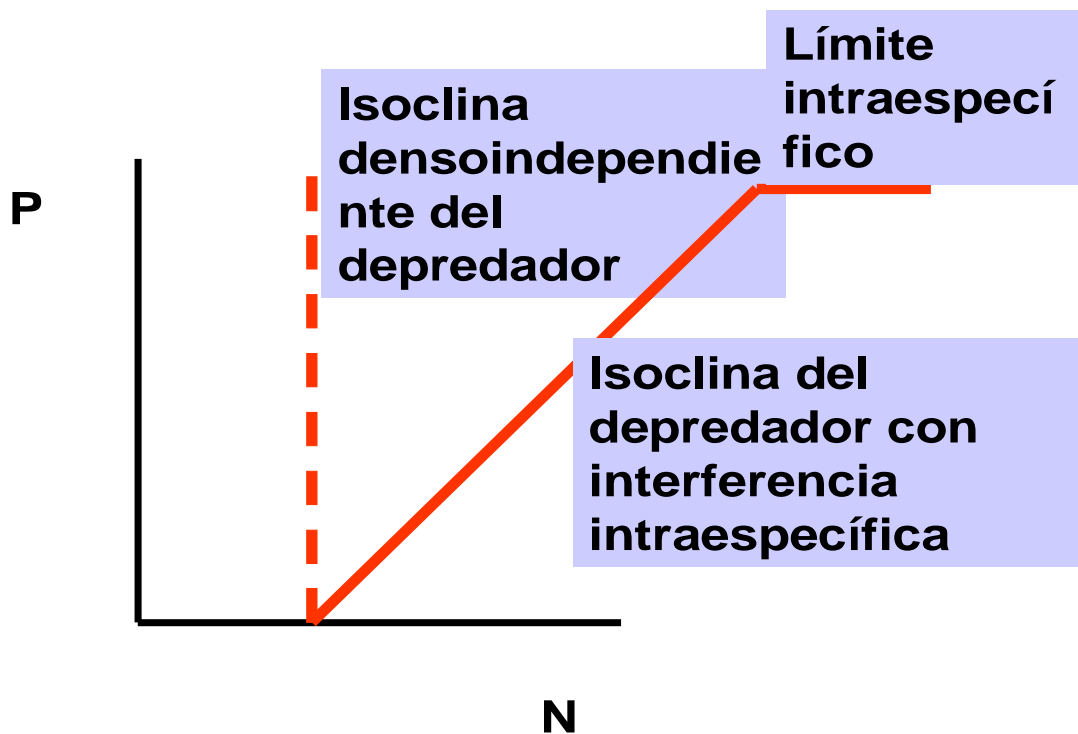 P
Isoclina
densoindependie
nte del
depredador
Límite
intraespecí
fico
Isoclina del
depredador con
interferencia
intraespecífica
N